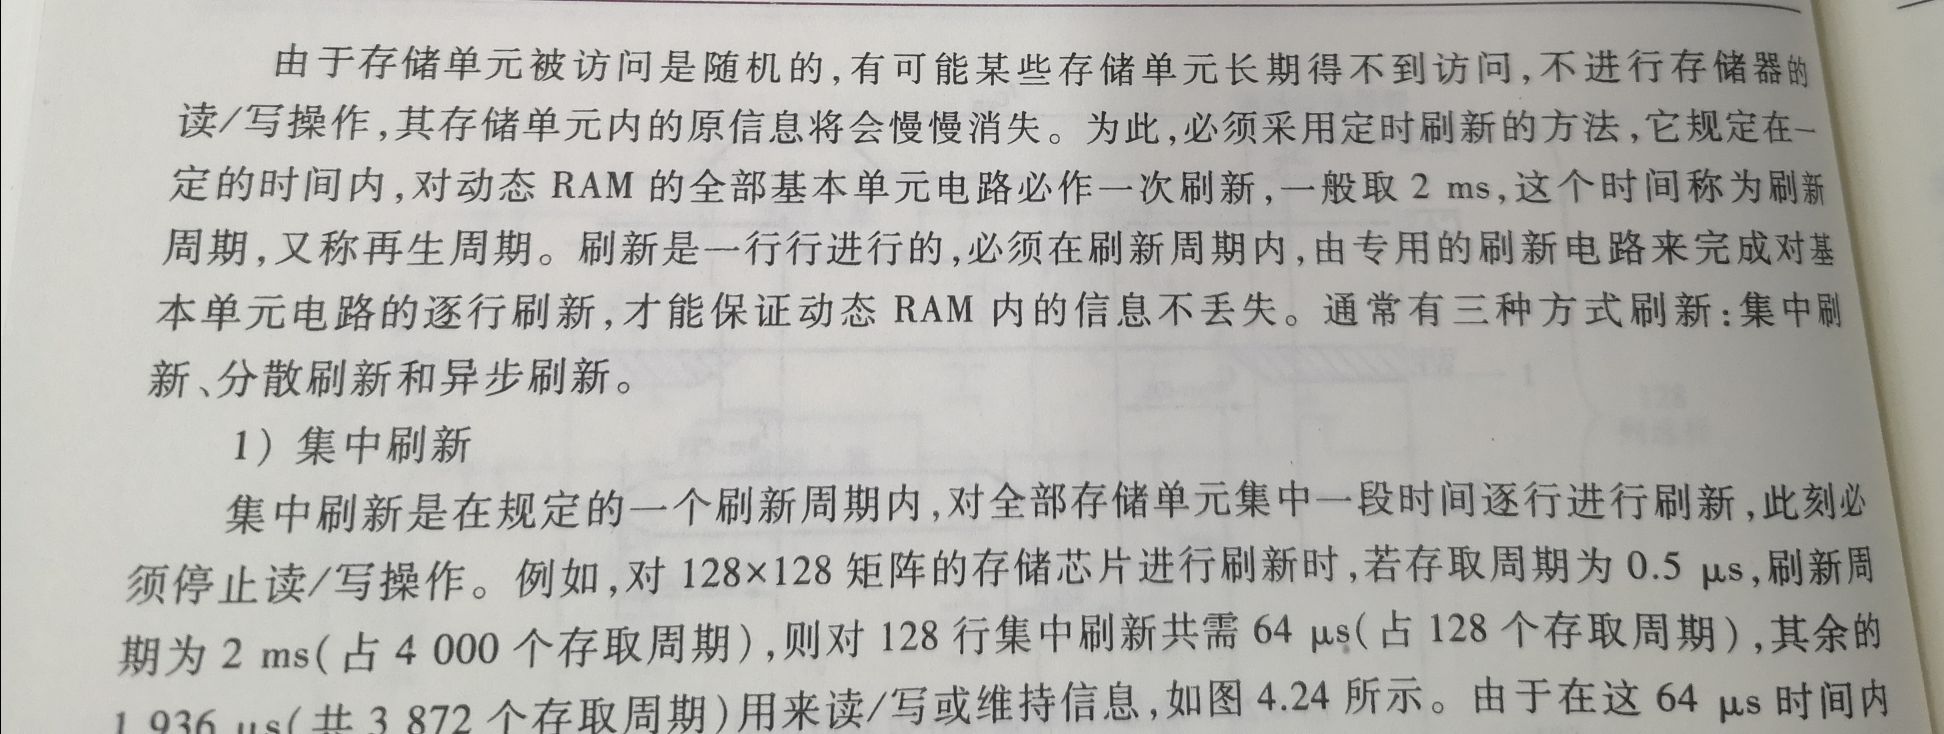 由于存储单元被访问是随机的,有可能某些存储单元长期得不到访问,不进行存储器的
读/写操作,其存储单元内的原信息将会慢慢消失。为此,必须采用定时刷新的方法,它规定在一
定的时间内,对动态 RAM 的全部基本单元电路必作一次刷新,一般取 2 ms,这个时间称为刷新
周期,又称再生周期。刷新是一行行进行的,必须在刷新周期内,由专用的刷新电路来完成对基
本单元电路的逐行刷新,才能保证动态 RAM 内的信息不丢失。通常有三种方式刷新:集中刷
新、分散刷新和异步刷新。
1) 集中刷新
集中刷新是在规定的一个刷新周期内,对全部存储单元集中一段时间逐行进行刷新,此刻必
须停止读/写操作。例如,对 128×128 矩阵的存储芯片进行刷新时,若存取周期为 0.5 μs,刷新周
期为 2 ms(占 4 000 个存取周期),则对 128 行集中刷新共需 64 μs(占 128 个存取周期),其余的
1 936 μs(共 3 872 个存取周期)用来读/写或维持信息,如图 4.24 所示。由于在这 64 μs 时间内